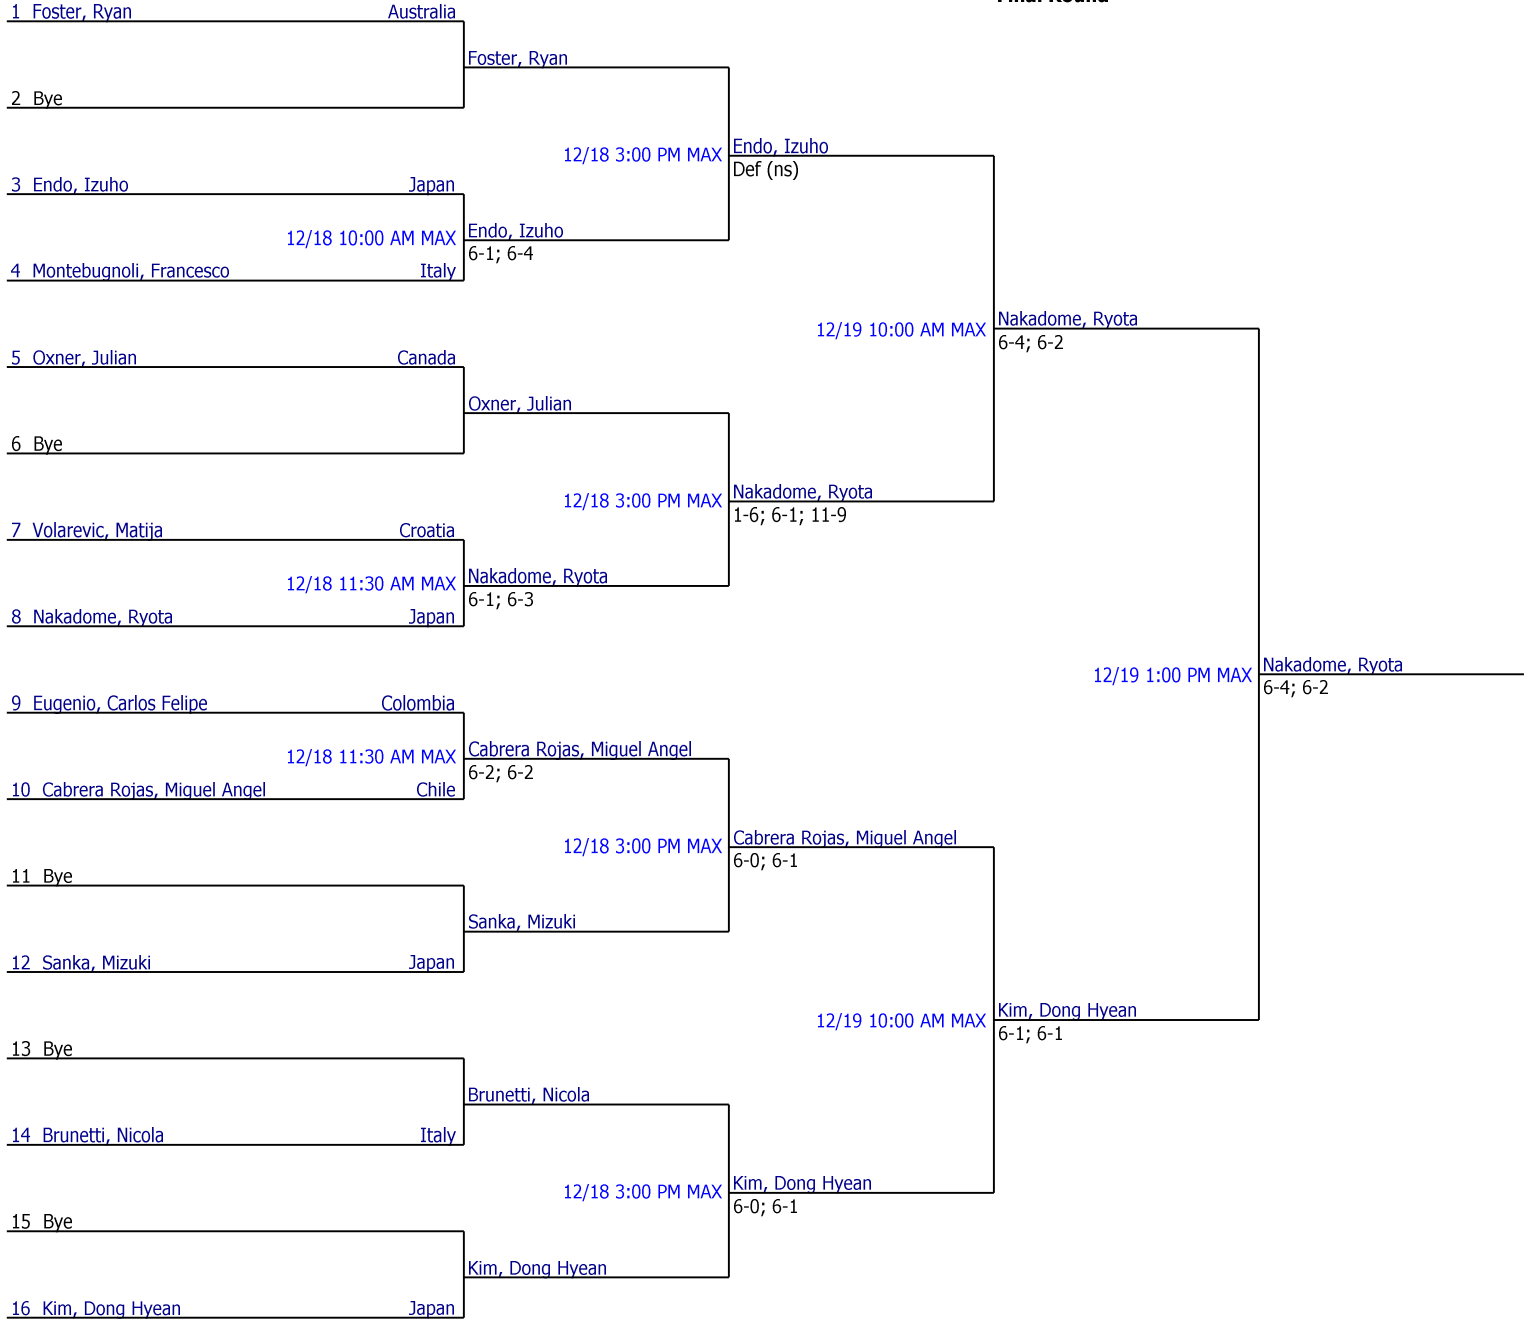 Final Round
1 Foster, Ryan Australia
Foster, Ryan
2 Bye
12/18 3:00 PM MAX Endo, Izuho
Def (ns)
3 Endo, Izuho Japan
12/18 10:00 AM MAX Endo, Izuho
6-1; 6-4
4 Montebugnoli, Francesco Italy
12/19 10:00 AM MAX Nakadome, Ryota
6-4; 6-2
5 Oxner, Julian Canada
Oxner, Julian
6 Bye
12/18 3:00 PM MAX Nakadome, Ryota
1-6; 6-1; 11-9
7 Volarevic, Matija Croatia
12/18 11:30 AM MAX Nakadome, Ryota
6-1; 6-3
8 Nakadome, Ryota Japan
12/19 1:00 PM MAX Nakadome, Ryota
6-4; 6-2
9 Eugenio, Carlos Felipe Colombia
12/18 11:30 AM MAX Cabrera Rojas, Miguel Angel
6-2; 6-2
10 Cabrera Rojas, Miguel Angel Chile
12/18 3:00 PM MAX Cabrera Rojas, Miguel Angel
6-0; 6-1
11 Bye
Sanka, Mizuki
12 Sanka, Mizuki Japan
12/19 10:00 AM MAX Kim, Dong Hyean
6-1; 6-1
13 Bye
Brunetti, Nicola
14 Brunetti, Nicola Italy
12/18 3:00 PM MAX Kim, Dong Hyean
6-0; 6-1
15 Bye
Kim, Dong Hyean
16 Kim, Dong Hyean Japan